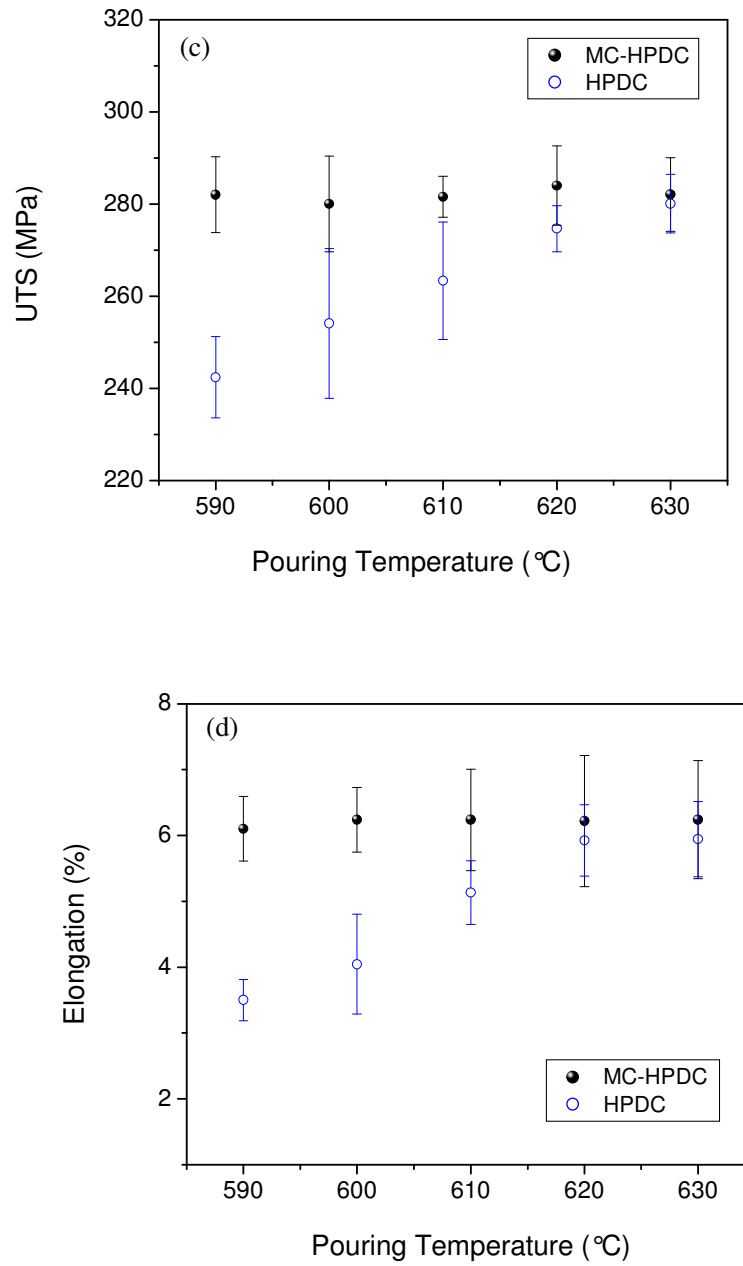 (c)
MC-HPDC
HPDC
320
300
280
260
240
220
UTS (MPa)
590 600 610 620 630
Pouring Temperature (°C)
(d)
8
6
4
2
Elongation (%)
MC-HPDC
HPDC
590 600 610 620 630
Pouring Temperature (°C)